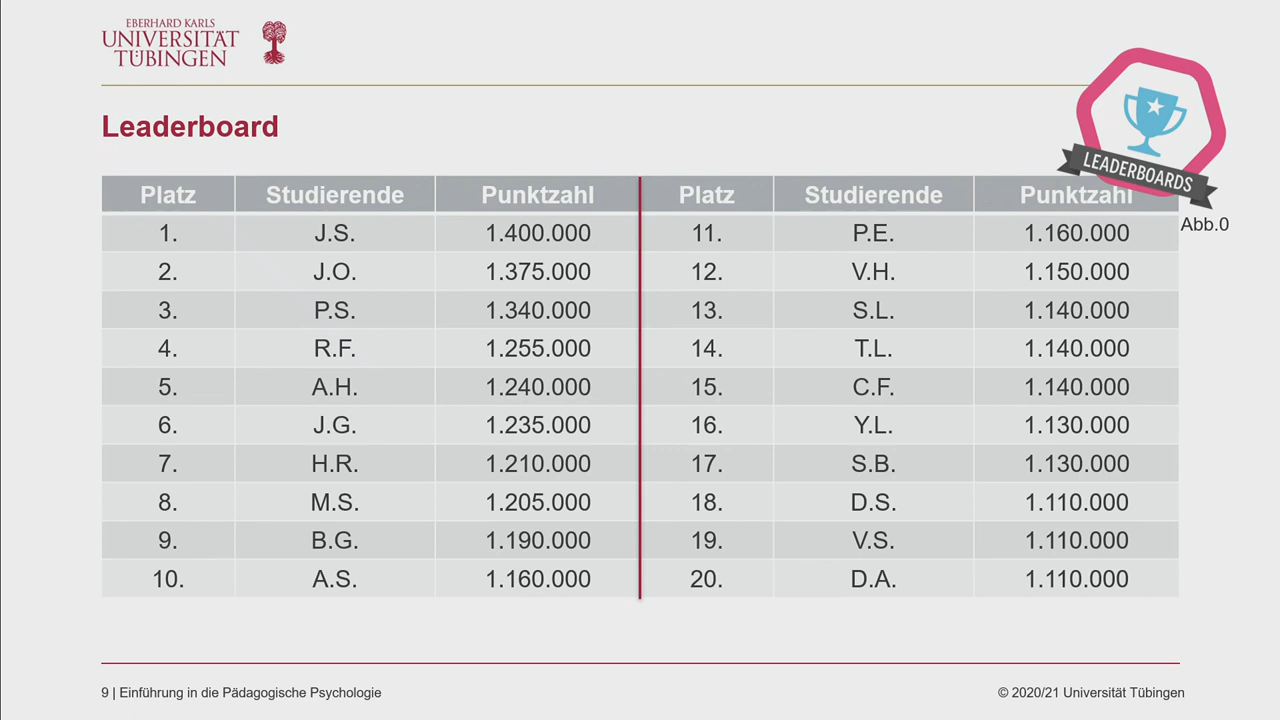 EBERHARD KARLS
UNIVERSITÄT
TÜBINGEN
Leaderboard
LEADERBOARDS
Abb.0
Platz Studierende Punktzahl Platz Studierende Punktzahl
1. J.S. 1.400.000 11. P.E. 1.160.000
2. J.O. 1.375.000 12. V.H. 1.150.000
3. P.S. 1.340.000 13. S.L. 1.140.000
4. R.F. 1.255.000 14. T.L. 1.140.000
5. A.H. 1.240.000 15. C.F. 1.140.000
6. J.G. 1.235.000 16. Y.L. 1.130.000
7. H.R. 1.210.000 17. S.B. 1.130.000
8. M.S. 1.205.000 18. D.S. 1.110.000
9. B.G. 1.190.000 19. V.S. 1.110.000
10. A.S. 1.160.000 20. D.A. 1.110.000
9 | Einführung in die Pädagogische Psychologie © 2020/21 Universität Tübingen